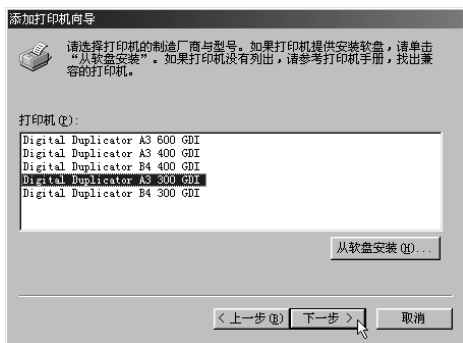 添加打印机向导
请选择打印机的制造厂商与型号。如果打印机提供安装软盘，请单击
“从软盘安装”。如果打印机没有列出，请参考打印机手册，找出兼
容的打印机。
打印机(P):
Digital Duplicator A3 600 GDI
Digital Duplicator A3 400 GDI
Digital Duplicator B4 400 GDI
Digital Duplicator A3 300 GDI
Digital Duplicator B4 300 GDI
从软盘安装(H)...
< 上一步(B) 下一步 > 取消